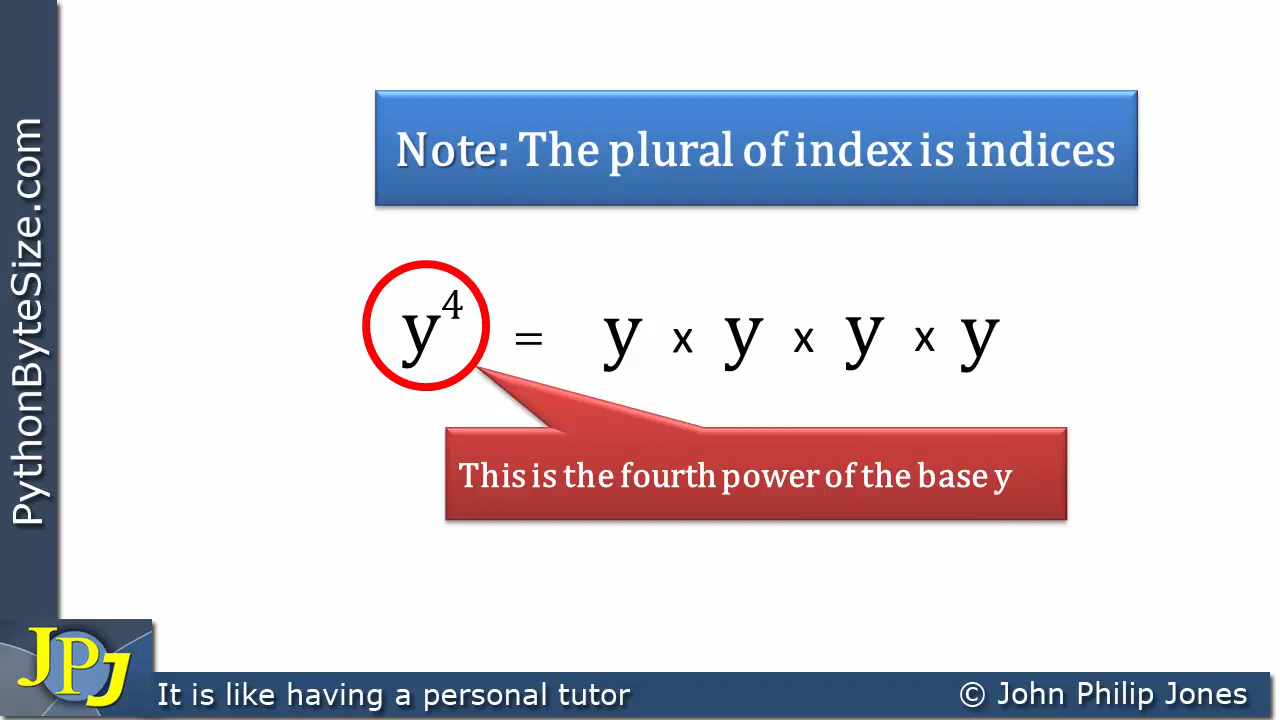 PythonByteSize.com
Note: The plural of index is indices
y⁴ = y x y x y x y
This is the fourth power of the base y
JPJ
It is like having a personal tutor
© John Philip Jones